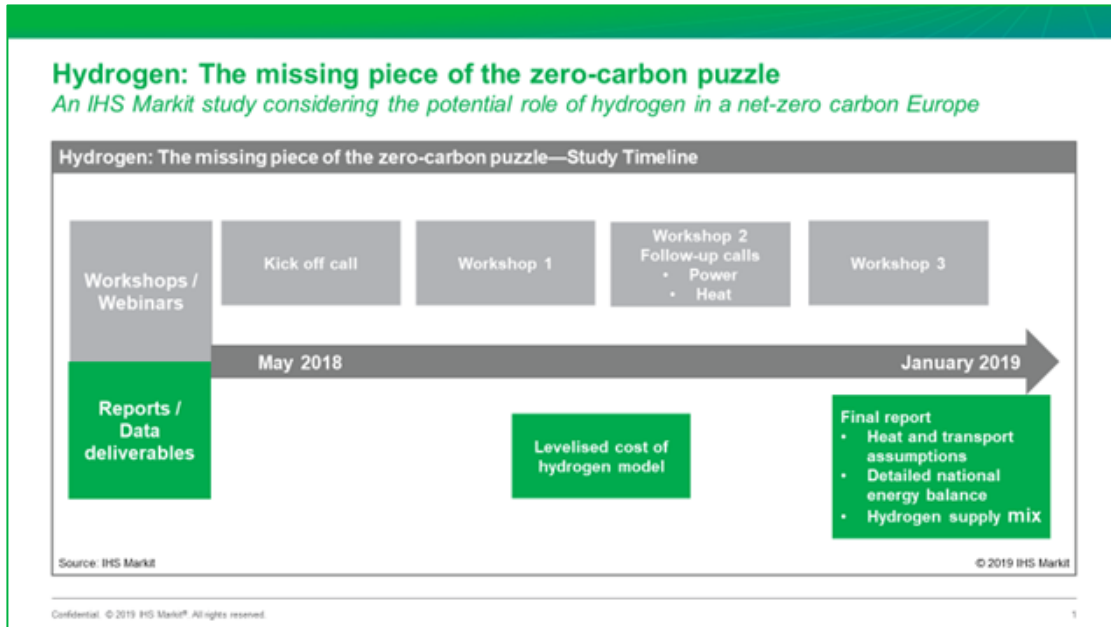 Hydrogen: The missing piece of the zero-carbon puzzle
An IHS Markit study considering the potential role of hydrogen in a net-zero carbon Europe
Hydrogen: The missing piece of the zero-carbon puzzle—Study Timeline
Workshops /
Webinars
Kick off call
Workshop 1
Workshop 2
Follow-up calls
• Power
• Heat
Workshop 3
May 2018
January 2019
Reports /
Data
deliverables
Levelised cost of
hydrogen model
Final report
• Heat and transport
assumptions
• Detailed national
energy balance
• Hydrogen supply mix
Source: IHS Markit
© 2019 IHS Markit
Confidential. © 2019 IHS Markit®. All rights reserved.
1